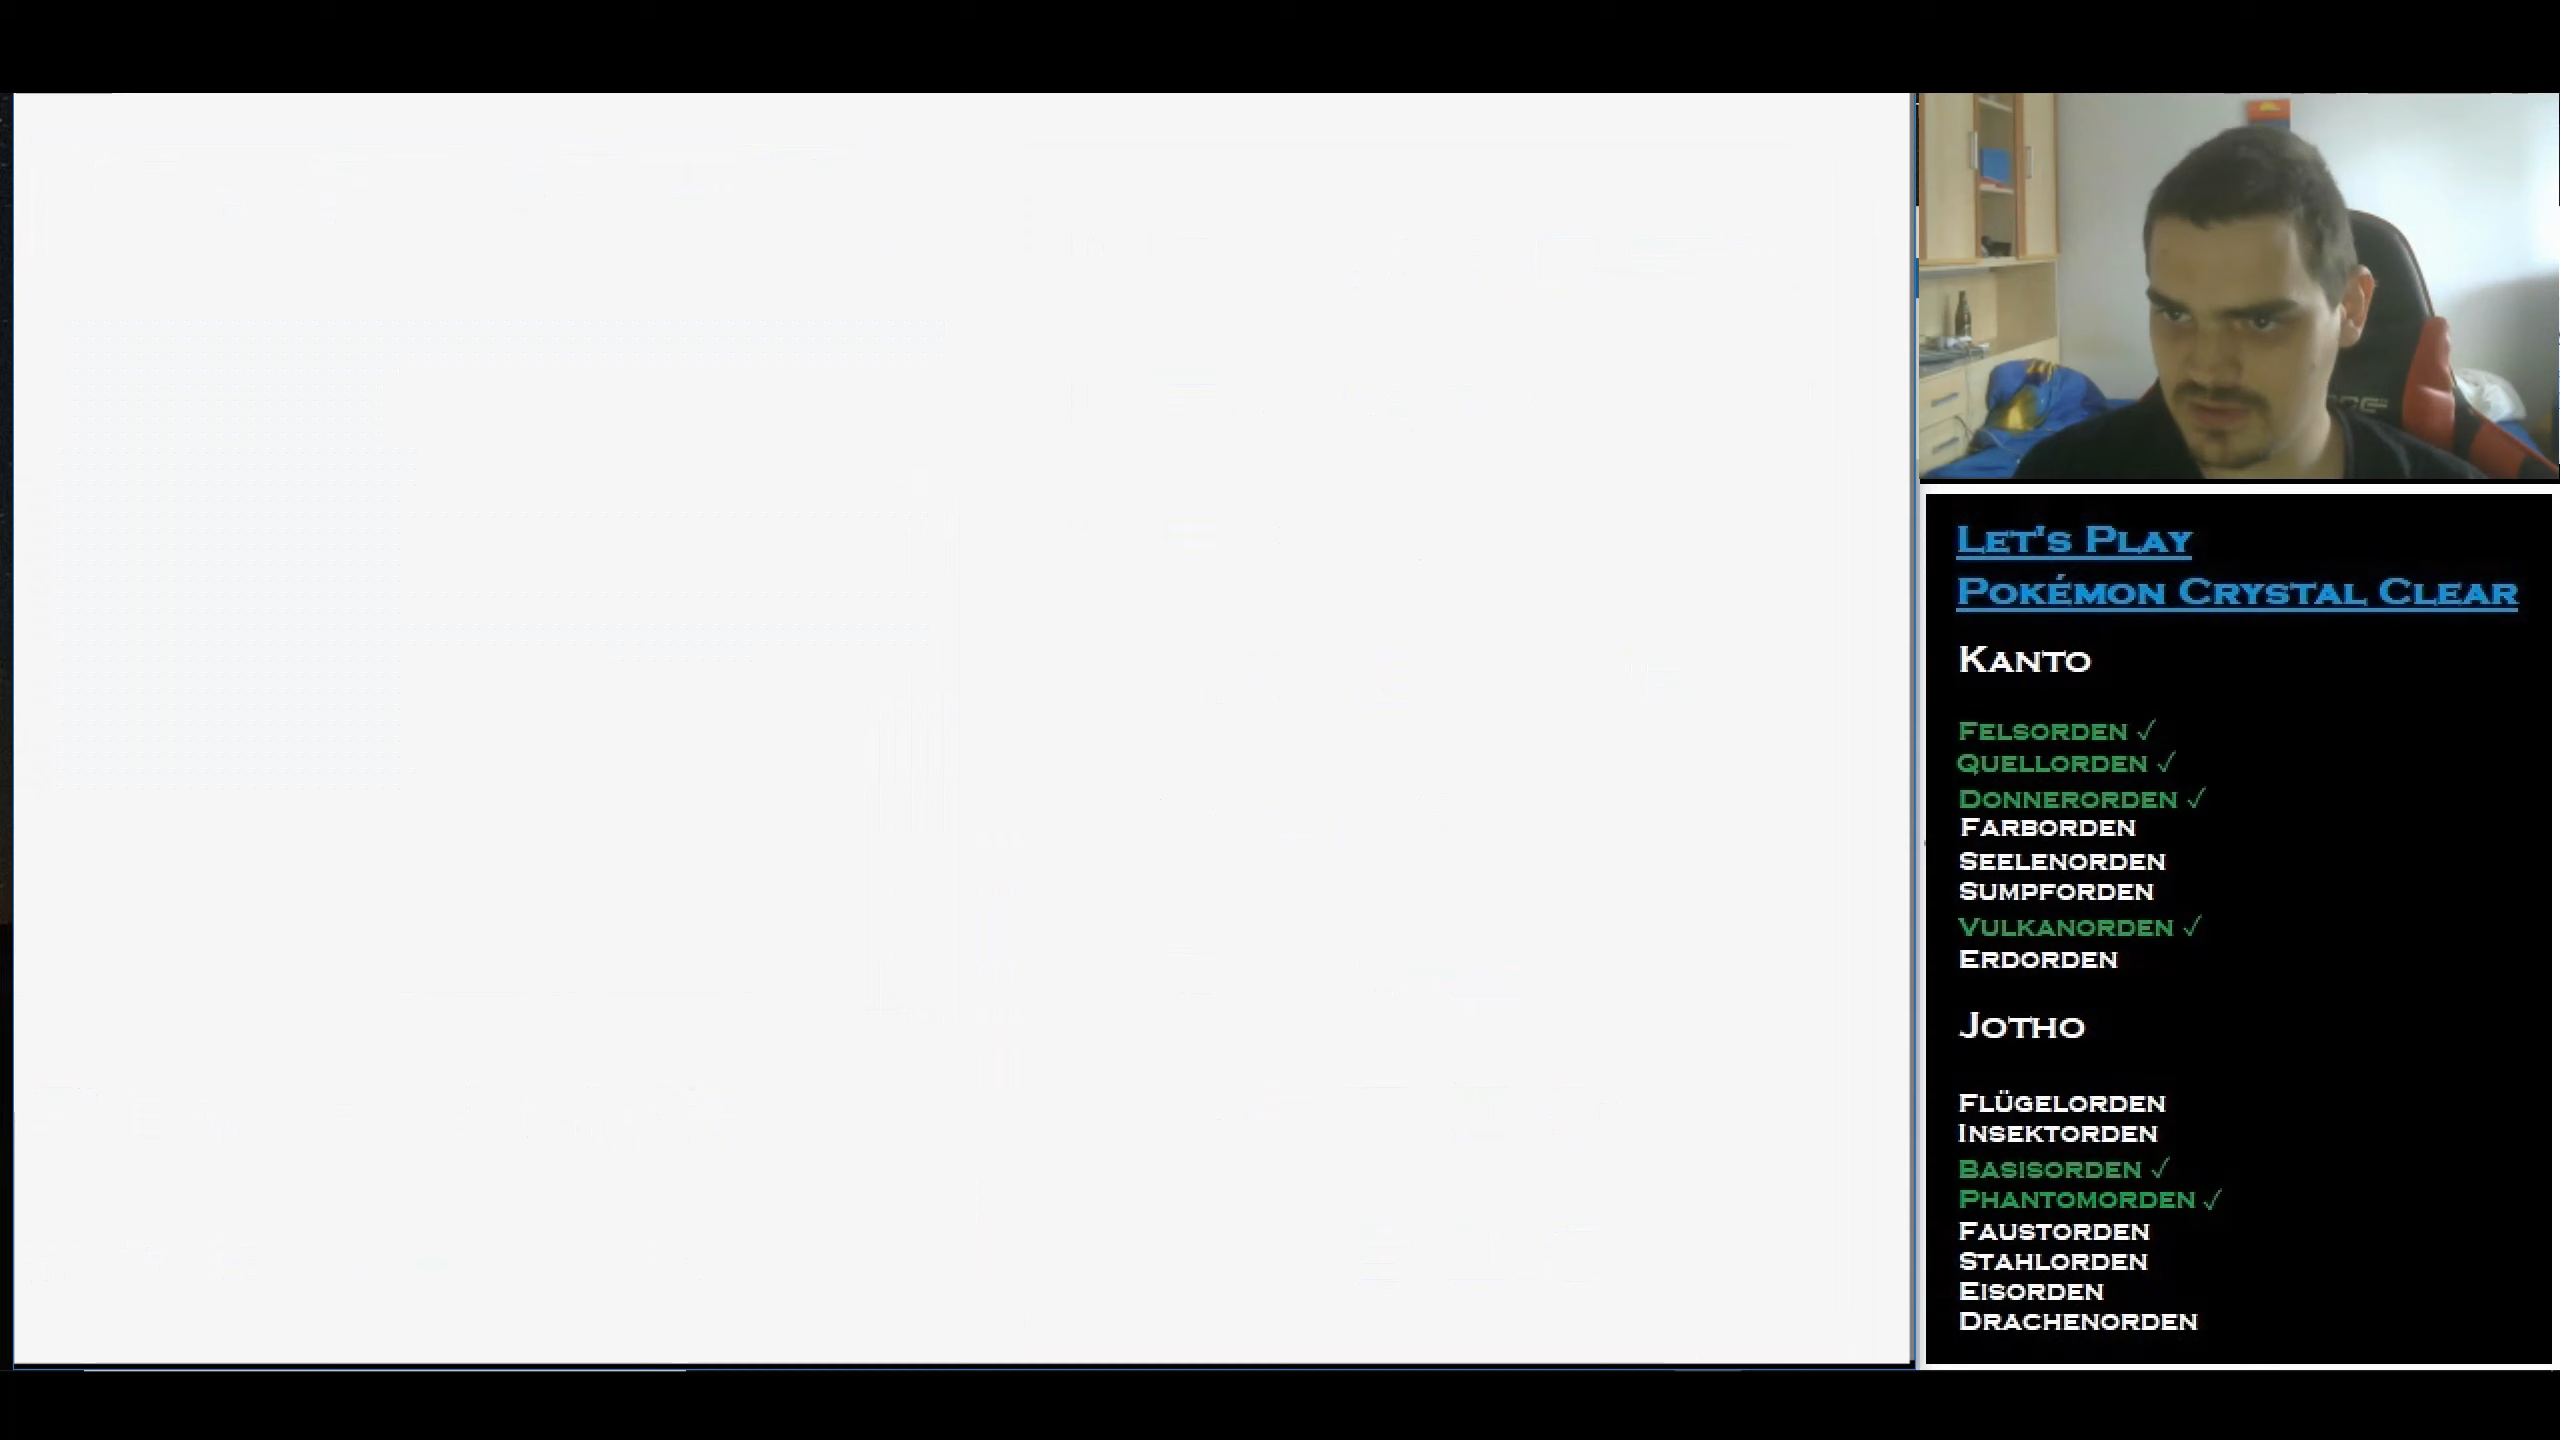 Let's Play
Pokémon Crystal Clear
Kanto
Felsorden ✓
Quellorden ✓
Donnerorden ✓
Farborden
Seelenorden
Sumpforden
Vulkanorden ✓
Erdorden
Jotho
Flügelorden
Insektorden
Basisorden ✓
Phantomorden ✓
Faustorden
Stahlorden
Eisorden
Drachenorden